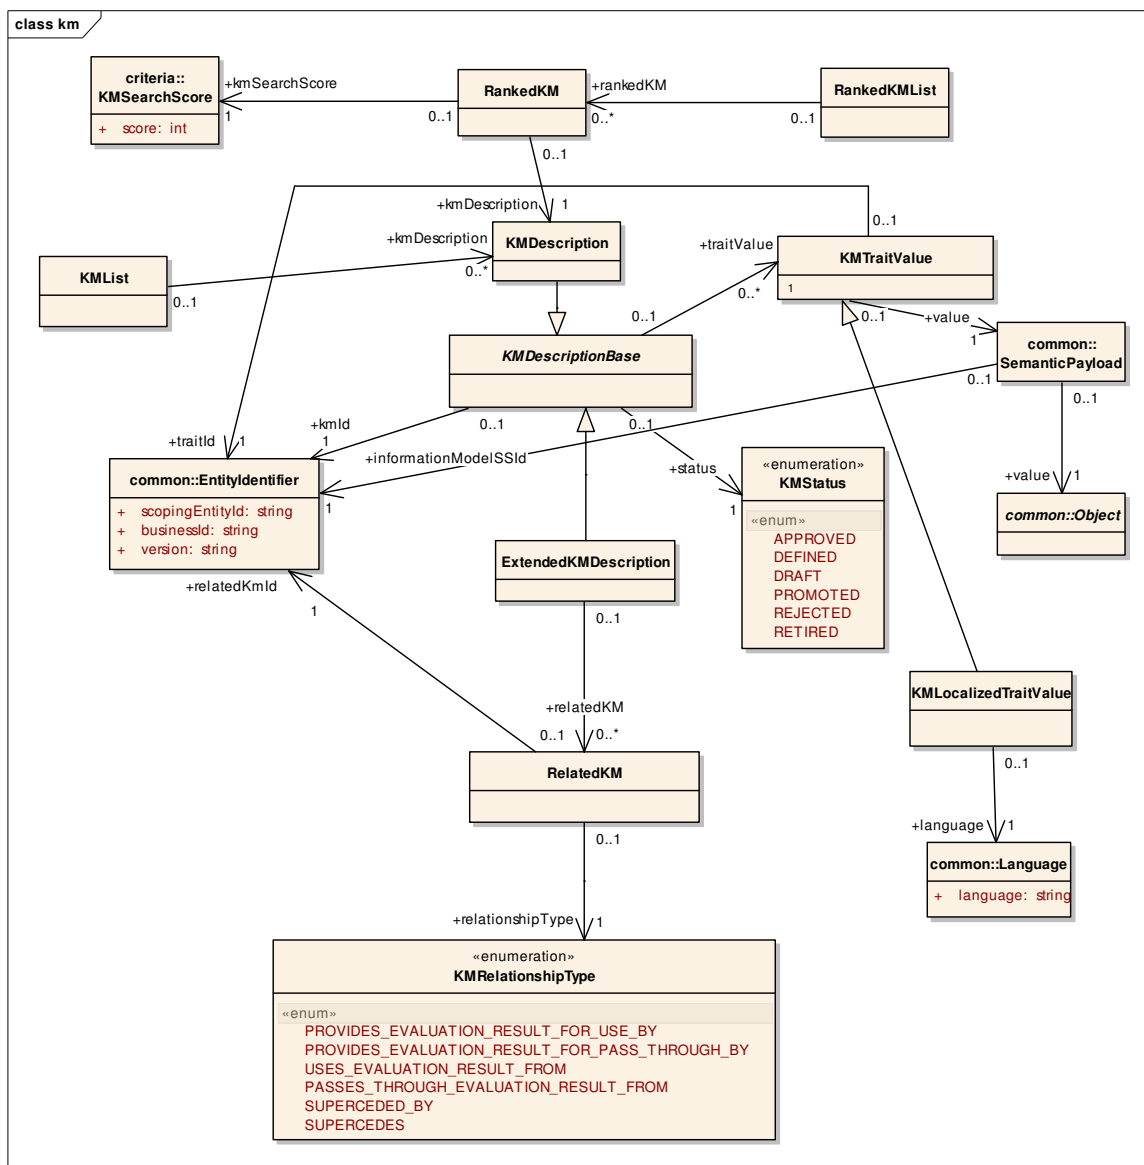 class km
criteria::
KMSearchScore
+ score: int
+kmSearchScore
1
0..1
RankedKM
+rankedKM
0..*
0..1
RankedKMList
0..1
+kmDescription
1
+kmDescription
0..*
KMDescription
KMList
0..1
0..1
+traitValue
0..*
KMTraitValue
1
0..1
0..1
+value
1
common::
SemanticPayload
0..1
0..1
KMDescriptionBase
0..1
+kmId
1
0..1
+traitId
1
+informationModelSSId
1
+status
1
common::EntityIdentifier
+ scopingEntityId: string
+ businessId: string
+ version: string
«enumeration»
KMStatus
«enum»
APPROVED
DEFINED
DRAFT
PROMOTED
REJECTED
RETIRED
+value
1
common::Object
ExtendedKMDescription
0..1
+relatedKmId
1
+relatedKM
0..1
0..*
RelatedKM
0..1
KMLocalizedTraitValue
0..1
+language
1
common::Language
+ language: string
+relationshipType
1
«enumeration»
KMRelationshipType
«enum»
PROVIDES_EVALUATION_RESULT_FOR_USE_BY
PROVIDES_EVALUATION_RESULT_FOR_PASS_THROUGH_BY
USES_EVALUATION_RESULT_FROM
PASSES_THROUGH_EVALUATION_RESULT_FROM
SUPERCEDED_BY
SUPERCEDES